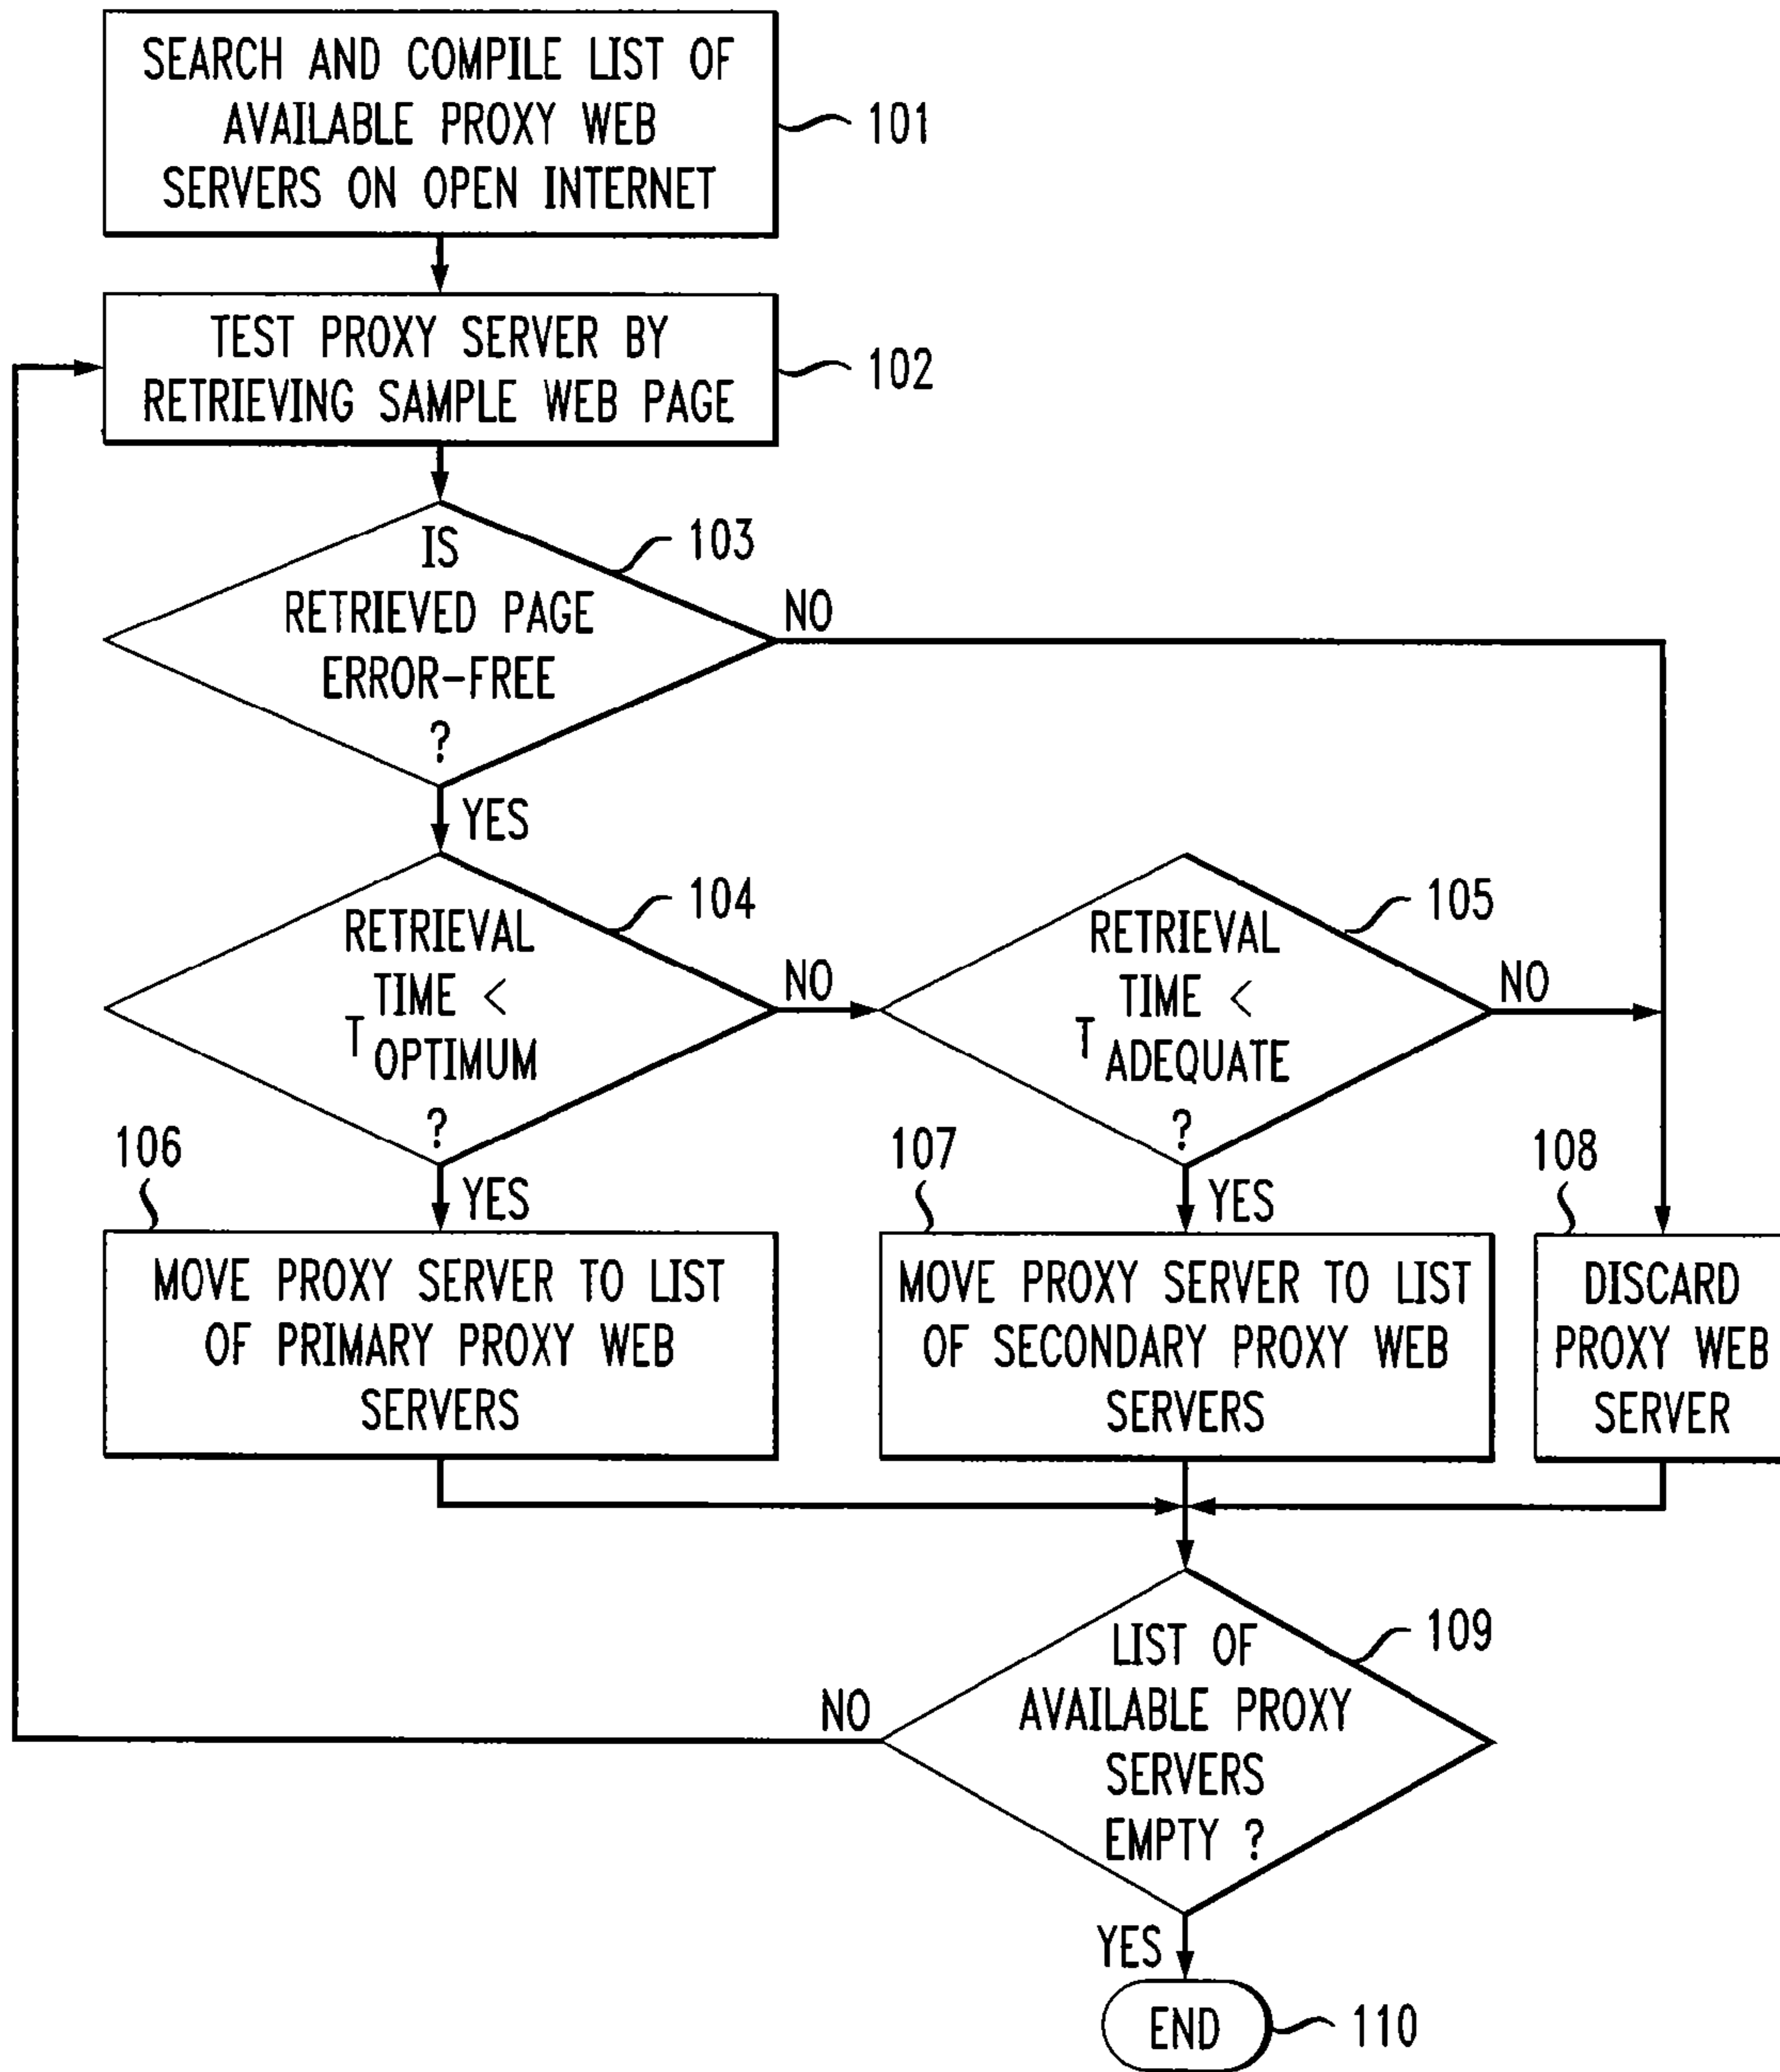 SEARCH AND COMPILE LIST OF
AVAILABLE PROXY WEB
SERVERS ON OPEN INTERNET
101
TEST PROXY SERVER BY
RETRIEVING SAMPLE WEB PAGE
102
IS
RETRIEVED PAGE
ERROR-FREE
?
103
NO
YES
RETRIEVAL
TIME <
T OPTIMUM
?
104
NO
YES
RETRIEVAL
TIME <
T ADEQUATE
?
105
NO
YES
106
MOVE PROXY SERVER TO LIST
OF PRIMARY PROXY WEB
SERVERS
107
MOVE PROXY SERVER TO LIST
OF SECONDARY PROXY WEB
SERVERS
108
DISCARD
PROXY WEB
SERVER
LIST OF
AVAILABLE PROXY
SERVERS
EMPTY ?
109
NO
YES
END
110